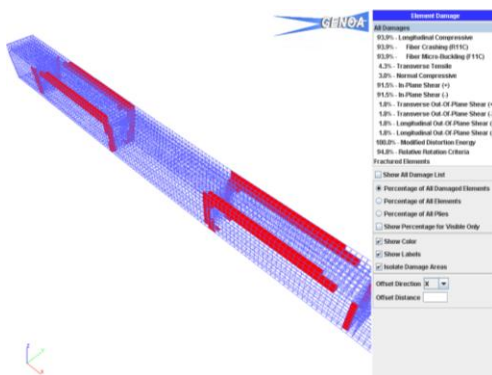 GENOA
Element Damage
All Damages
93.9% - Longitudinal Compressive
93.9% - Fiber Crushing (R11C)
93.9% - Fiber Micro-Buckling (F11C)
4.3% - Transverse Tensile
3.0% - Normal Compressive
91.5% - In-Plane Shear (+)
91.5% - In-Plane Shear (-)
1.8% - Transverse Out-Of-Plane Shear (+
1.8% - Transverse Out-Of-Plane Shear (-
1.8% - Longitudinal Out-Of-Plane Shear (
1.8% - Longitudinal Out-Of-Plane Shear (
100.0% - Modified Distortion Energy
94.8% - Relative Rotation Criteria
Fractured Elements
Show All Damage List
Percentage of All Damaged Elements
Percentage of All Elements
Percentage of All Plies
Show Percentage for Visible Only
Show Color
Show Labels
Isolate Damage Areas
Offset Direction X
Offset Distance